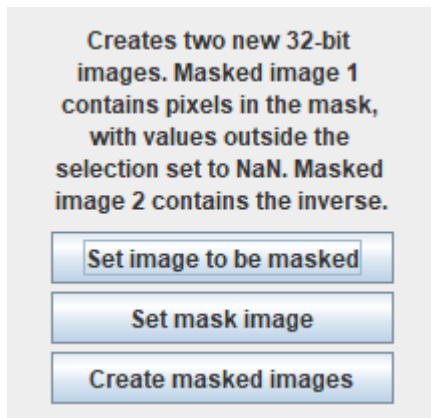 Creates two new 32-bit
images. Masked image 1
contains pixels in the mask,
with values outside the
selection set to NaN. Masked
image 2 contains the inverse.
Set image to be masked
Set mask image
Create masked images